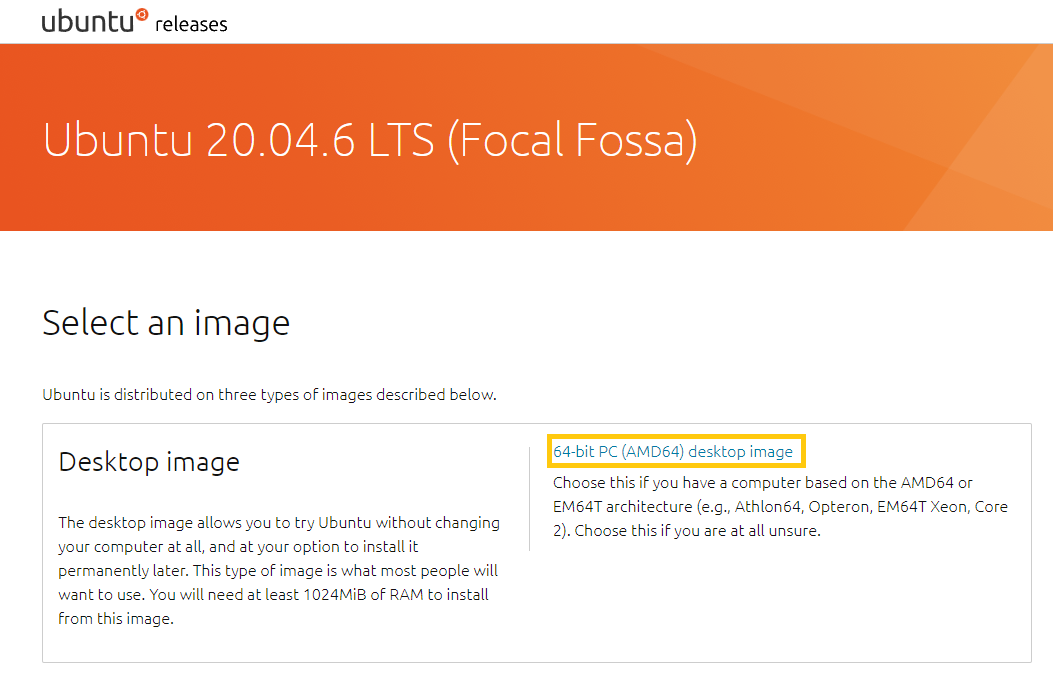 ubuntu releases
Ubuntu 20.04.6 LTS (Focal Fossa)
Select an image
Ubuntu is distributed on three types of images described below.
Desktop image
The desktop image allows you to try Ubuntu without changing
your computer at all, and at your option to install it
permanently later. This type of image is what most people will
want to use. You will need at least 1024MiB of RAM to install
from this image.
64-bit PC (AMD64) desktop image
Choose this if you have a computer based on the AMD64 or
EM64T architecture (e.g., Athlon64, Opteron, EM64T Xeon, Core
2). Choose this if you are at all unsure.